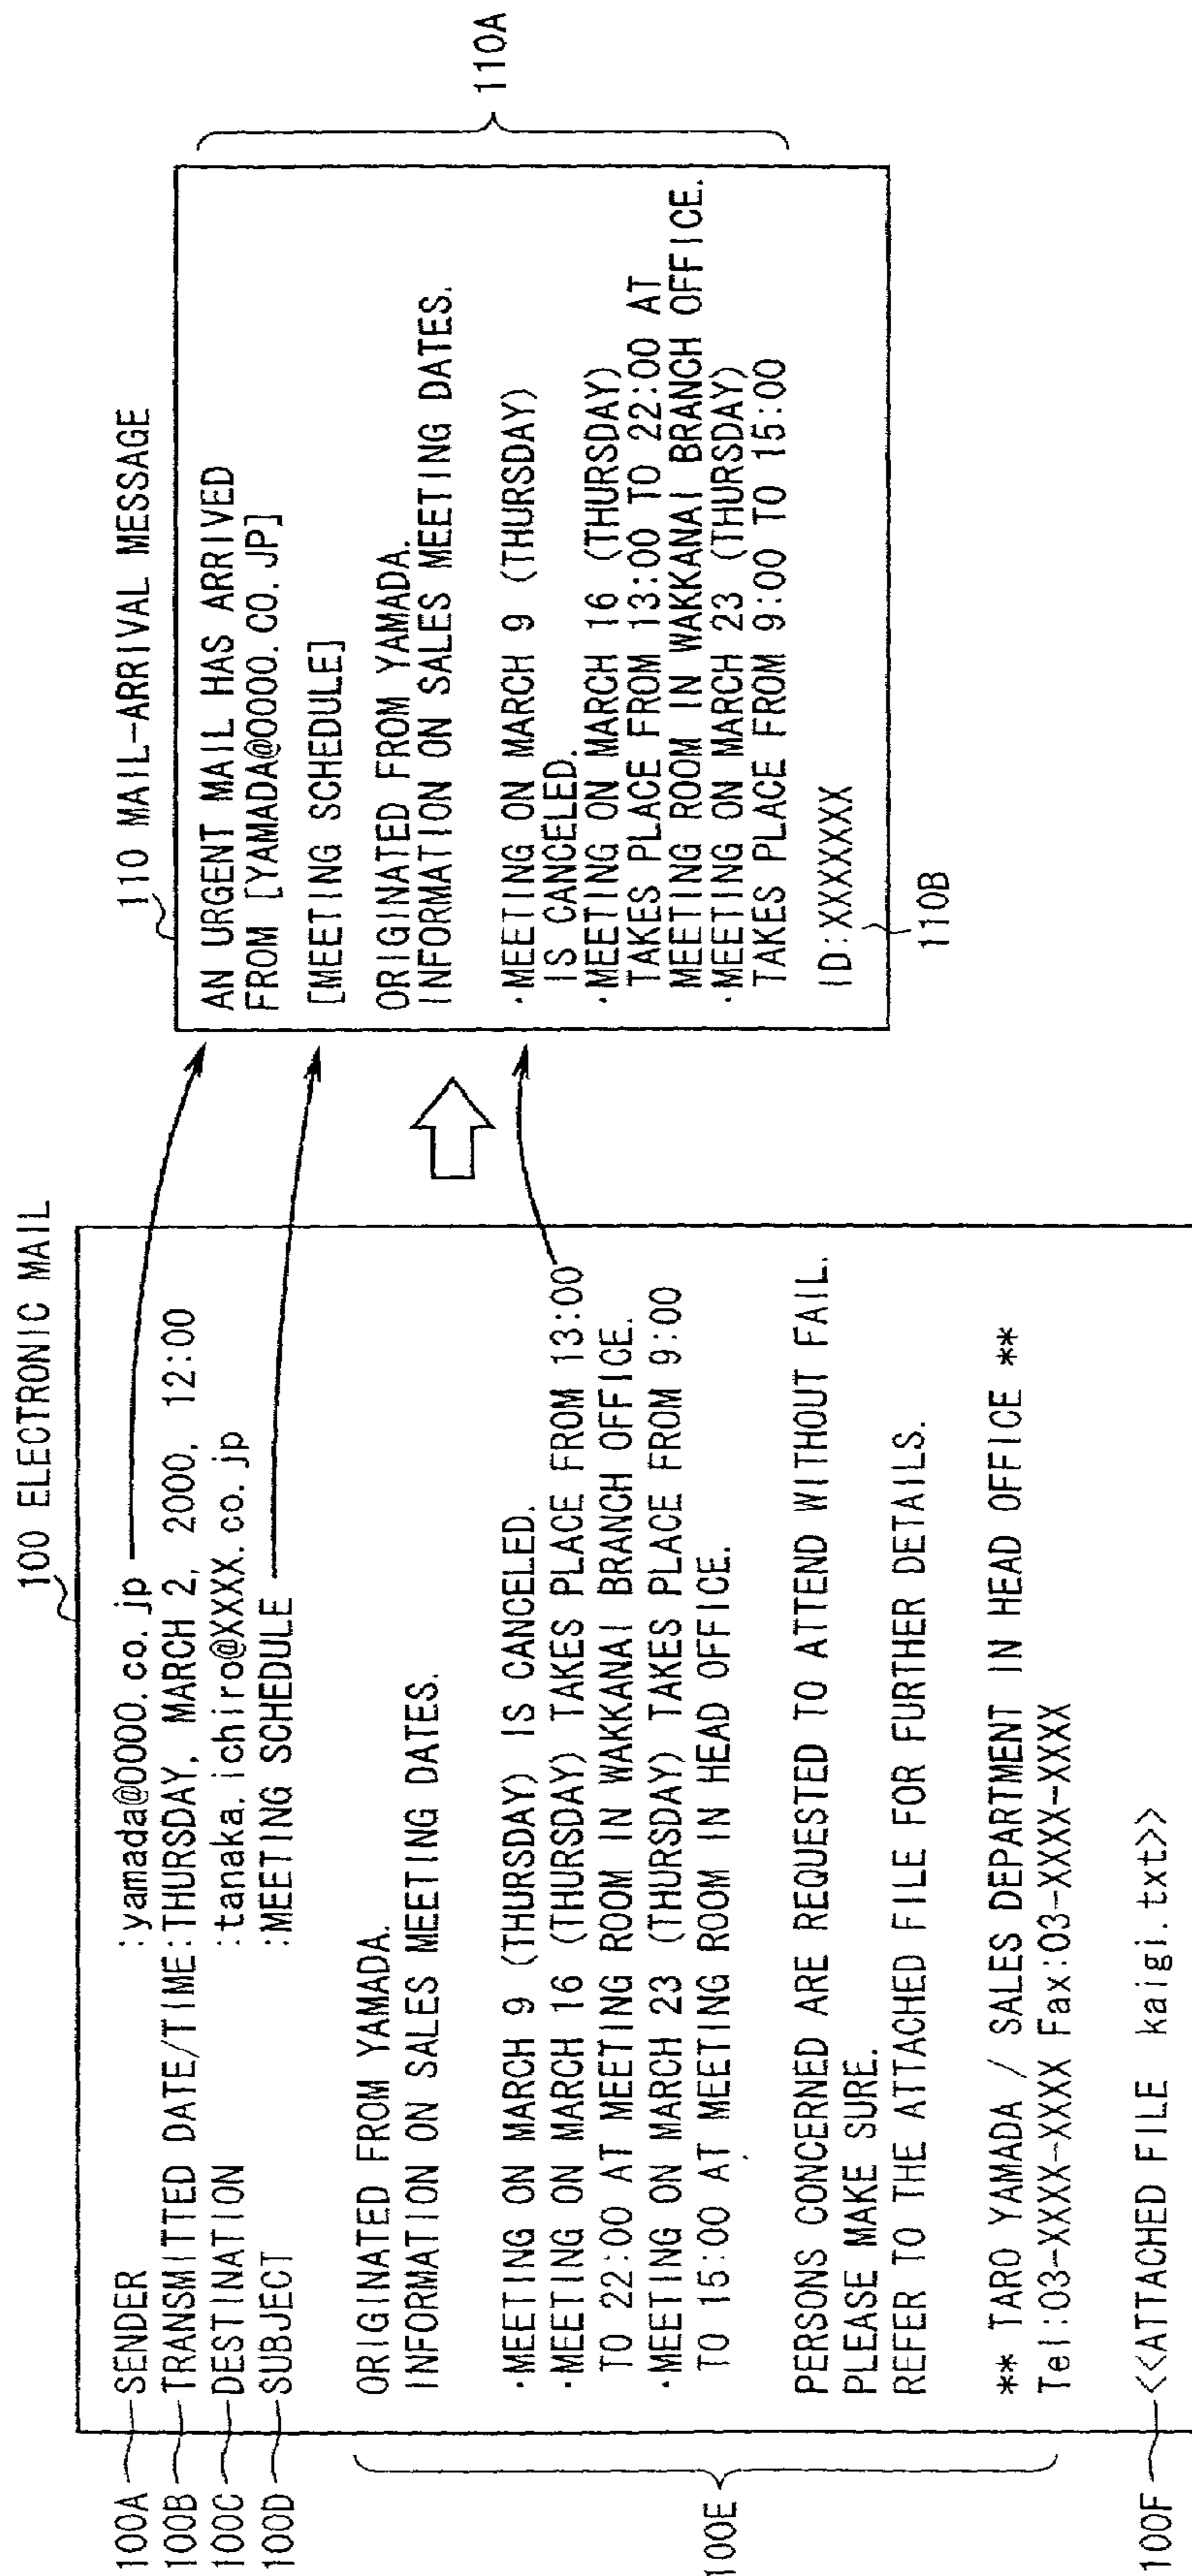 100 ELECTRONIC MAIL
100A SENDER :yamada@0000.co.jp
100B TRANSMITTED DATE/TIME:THURSDAY, MARCH 2, 2000, 12:00
100C DESTINATION :tanaka.ichiro@XXXX.co.jp
100D SUBJECT :MEETING SCHEDULE
100E
ORIGINATED FROM YAMADA.
INFORMATION ON SALES MEETING DATES.
·MEETING ON MARCH 9 (THURSDAY) IS CANCELED.
·MEETING ON MARCH 16 (THURSDAY) TAKES PLACE FROM 13:00
TO 22:00 AT MEETING ROOM IN WAKKANAI BRANCH OFFICE.
·MEETING ON MARCH 23 (THURSDAY) TAKES PLACE FROM 9:00
TO 15:00 AT MEETING ROOM IN HEAD OFFICE.
PERSONS CONCERNED ARE REQUESTED TO ATTEND WITHOUT FAIL.
PLEASE MAKE SURE.
REFER TO THE ATTACHED FILE FOR FURTHER DETAILS.
** TARO YAMADA / SALES DEPARTMENT IN HEAD OFFICE **
Tel:03-XXXX-XXXX Fax:03-XXXX-XXXX
100F <<ATTACHED FILE kaigi.txt>>
110 MAIL-ARRIVAL MESSAGE
AN URGENT MAIL HAS ARRIVED
FROM [YAMADA@0000.CO.JP]
[MEETING SCHEDULE]
ORIGINATED FROM YAMADA.
INFORMATION ON SALES MEETING DATES.
·MEETING ON MARCH 9 (THURSDAY)
IS CANCELED.
·MEETING ON MARCH 16 (THURSDAY)
TAKES PLACE FROM 13:00 TO 22:00 AT
MEETING ROOM IN WAKKANAI BRANCH OFFICE.
·MEETING ON MARCH 23 (THURSDAY)
TAKES PLACE FROM 9:00 TO 15:00
ID:XXXXXX
110A
110B